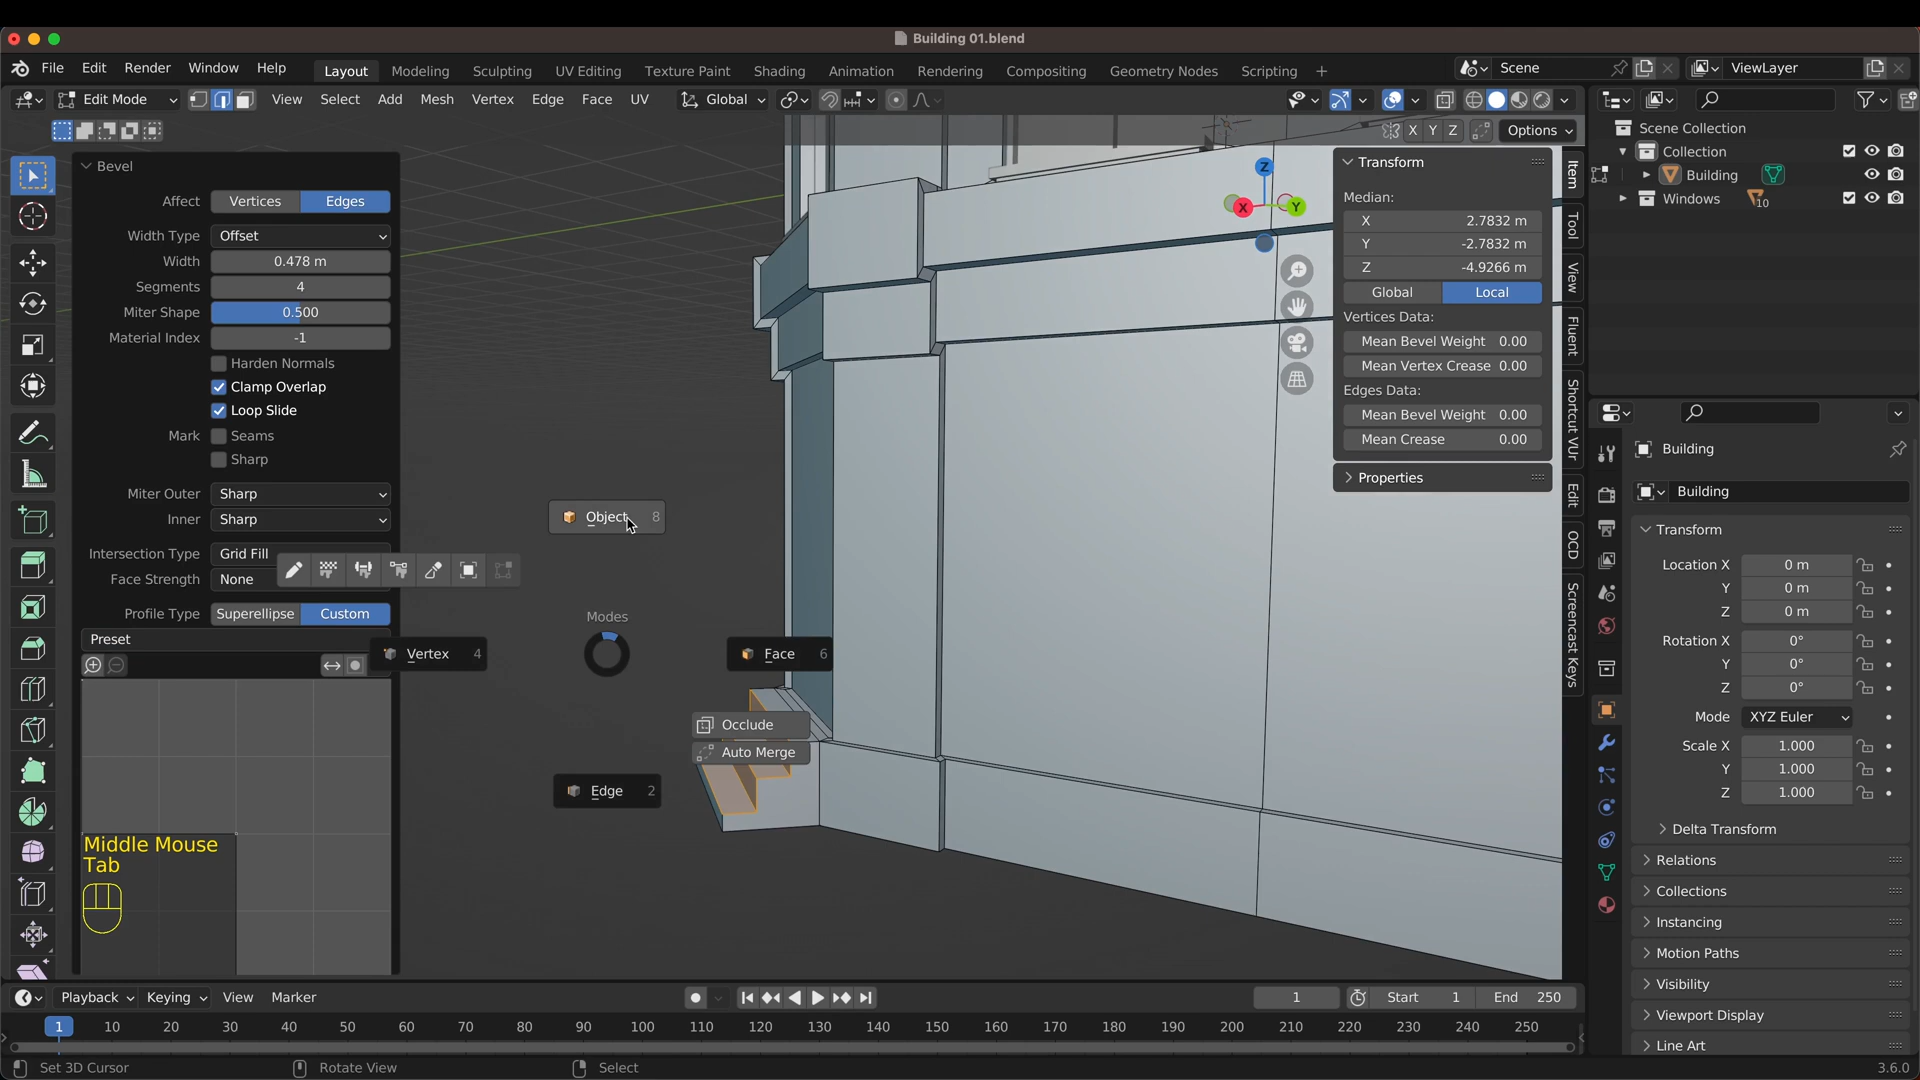 Building 01.blend
File Edit Render Window Help Layout Modeling Sculpting UV Editing Texture Paint Shading Animation Rendering Compositing Geometry Nodes Scripting + Scene ViewLayer
Edit Mode View Select Add Mesh Vertex Edge Face UV Global
X Y Z Options
Bevel
Affect Vertices Edges
Width Type Offset
Width 0.478 m
Segments 4
Miter Shape 0.500
Material Index -1
Harden Normals
Clamp Overlap
Loop Slide
Mark Seams
Sharp
Miter Outer Sharp
Inner Sharp
Intersection Type Grid Fill
Face Strength None
Profile Type Superellipse Custom
Preset
Middle Mouse
Tab
Object 8
Modes
Vertex 4
Face 6
Occlude
Auto Merge
Edge 2
Z
X
Y
Transform
Median:
X 2.7832 m
Y -2.7832 m
Z -4.9266 m
Global Local
Vertices Data:
Mean Bevel Weight 0.00
Mean Vertex Crease 0.00
Edges Data:
Mean Bevel Weight 0.00
Mean Crease 0.00
Properties
Item
Tool
View
Fluent
Shortcut VUr
Edit
OCD
Screencast Keys
Scene Collection
Collection
Building
Windows 10
Building
Building
Transform
Location X 0 m
Y 0 m
Z 0 m
Rotation X 0°
Y 0°
Z 0°
Mode XYZ Euler
Scale X 1.000
Y 1.000
Z 1.000
Delta Transform
Relations
Collections
Instancing
Motion Paths
Visibility
Viewport Display
Line Art
Playback Keying View Marker 1 Start 1 End 250
1 10 20 30 40 50 60 70 80 90 100 110 120 130 140 150 160 170 180 190 200 210 220 230 240 250
Set 3D Cursor Rotate View Select 3.6.0